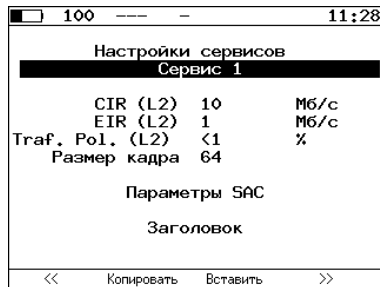 100 --- - 11:28
Настройки сервисов
Сервис 1
CIR (L2) 10 Мб/с
EIR (L2) 1 Мб/с
Traf. Pol. (L2) <1 %
Размер кадра 64
Параметры SAC
Заголовок
<< Копировать Вставить >>